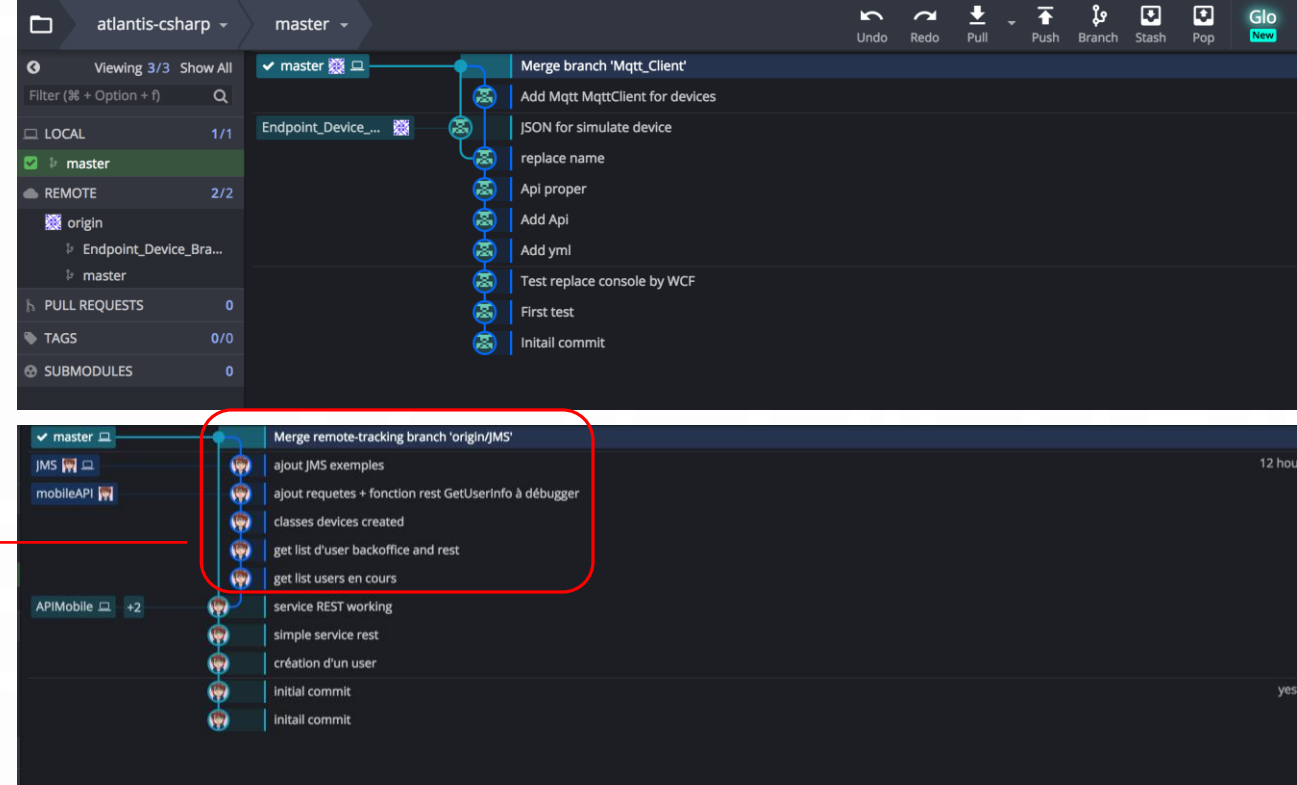 atlantis-csharp master Undo Redo Pull Push Branch Stash Pop Glo New
Viewing 3/3 Show All
Filter (⌘ + Option + f)
LOCAL 1/1
master
REMOTE 2/2
origin
Endpoint_Device_Bra...
master
PULL REQUESTS 0
TAGS 0/0
SUBMODULES 0
master Merge branch 'Mqtt_Client'
Add Mqtt MqttClient for devices
Endpoint_Device_... JSON for simulate device
replace name
Api proper
Add Api
Add yml
Test replace console by WCF
First test
Initail commit
master Merge remote-tracking branch 'origin/JMS'
JMS ajout JMS exemples 12 hou
mobileAPI ajout requetes + fonction rest GetUserInfo à débugger
classes devices created
get list d'user backoffice and rest
get list users en cours
APIMobile +2 service REST working
simple service rest
création d'un user
initial commit yes
initail commit